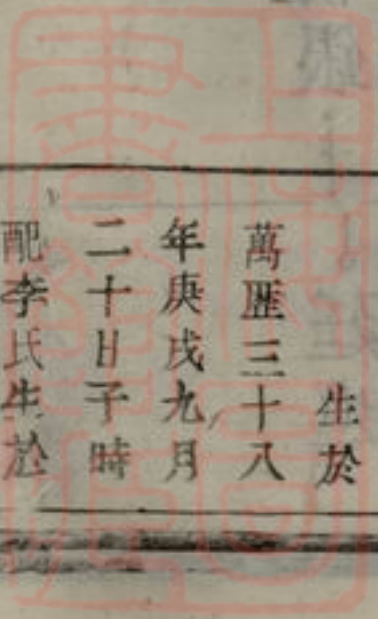 生於
萬曆三十八
年庚戌九月
二十日子時
配李氏生於